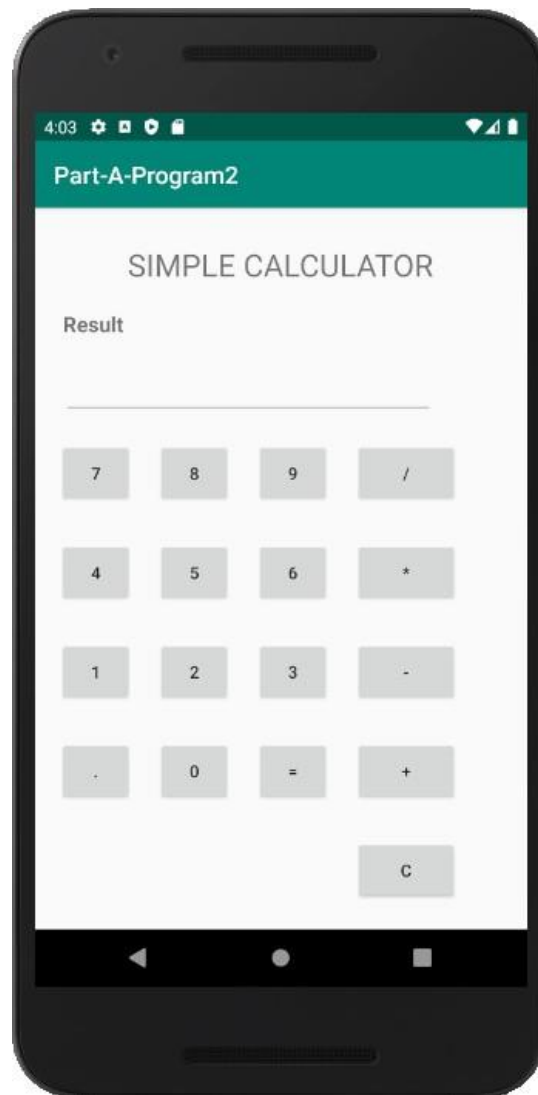 4:03
Part-A-Program2
SIMPLE CALCULATOR
Result
7 8 9 /
4 5 6 *
1 2 3 -
. 0 = +
C